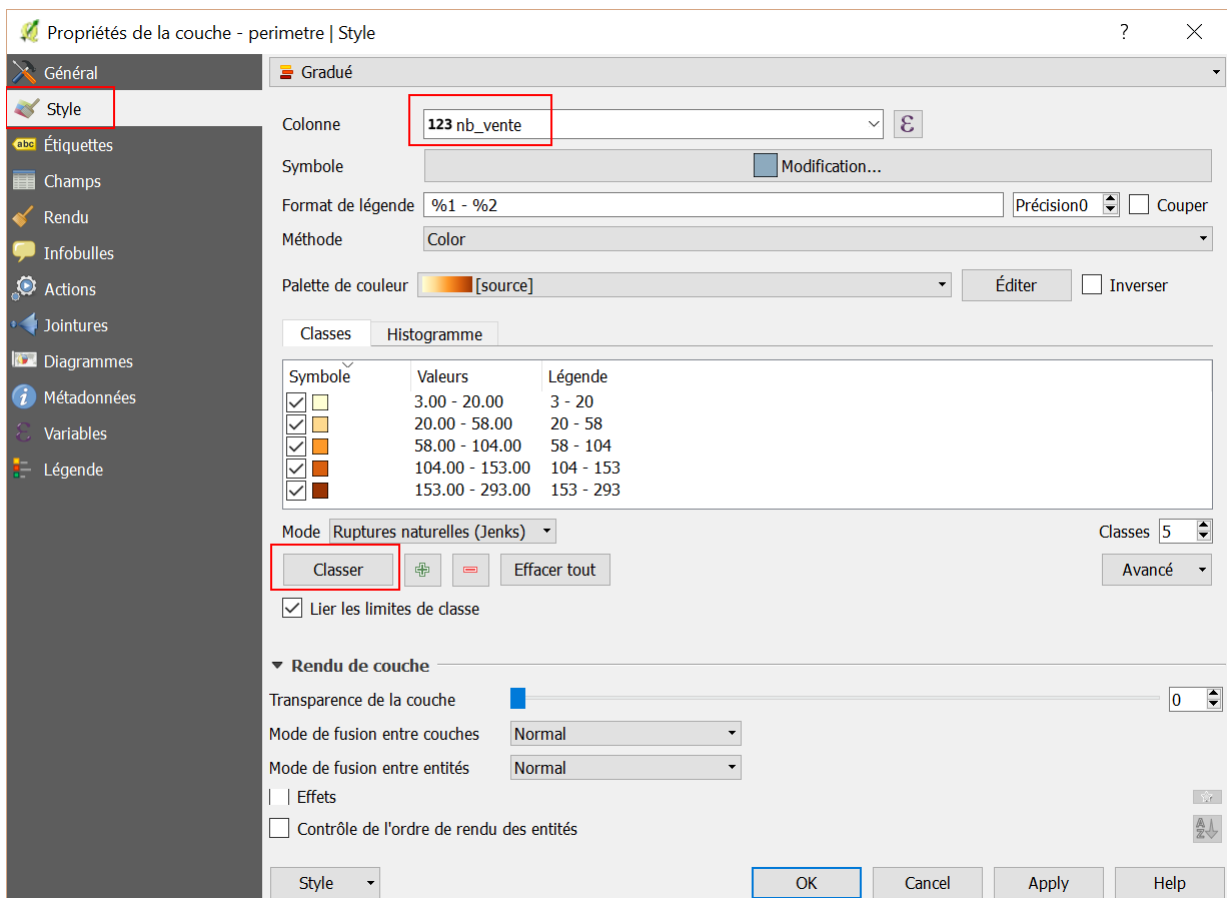 Propriétés de la couche - perimetre | Style ?
Général
Style
abc Étiquettes
Champs
Rendu
Infobulles
Actions
Jointures
Diagrammes
Métadonnées
Variables
Légende
Gradué
Colonne 123 nb_vente ε
Symbole Modification...
Format de légende %1 - %2 Précision0 Couper
Méthode Color
Palette de couleur [source] Éditer Inverser
Classes Histogramme
Symbole Valeurs Légende
3.00 - 20.00 3 - 20
20.00 - 58.00 20 - 58
58.00 - 104.00 58 - 104
104.00 - 153.00 104 - 153
153.00 - 293.00 153 - 293
Mode Ruptures naturelles (Jenks) Classes 5
Classer Effacer tout Avancé
Lier les limites de classe
Rendu de couche
Transparence de la couche 0
Mode de fusion entre couches Normal
Mode de fusion entre entités Normal
Effets
Contrôle de l'ordre de rendu des entités AZ
Style OK Cancel Apply Help